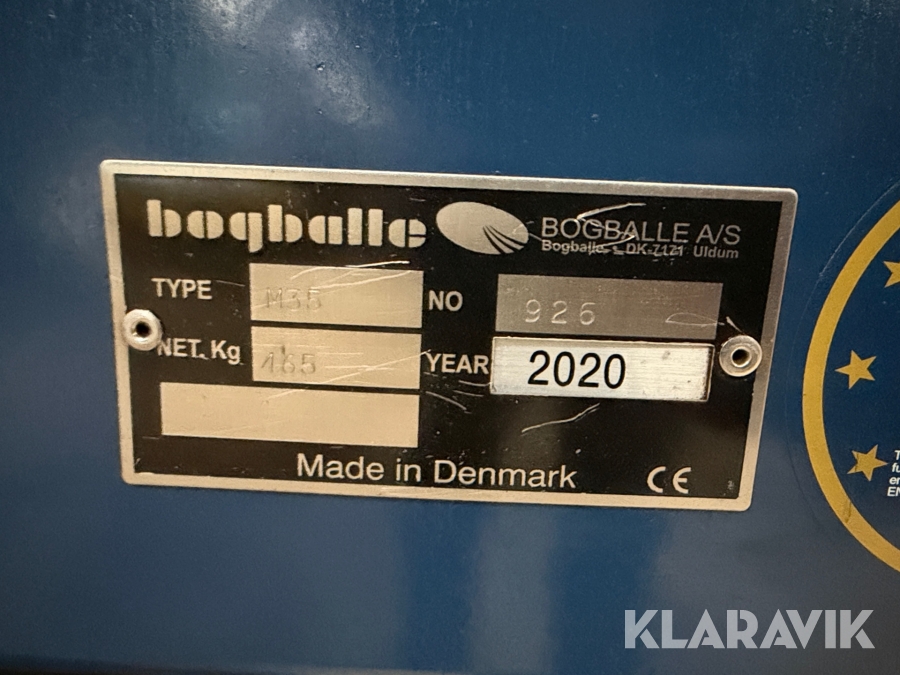 bogballe
BOGBALLE A/S
Bogballe - DK-7171 Uldum
TYPE M35 NO 926
NET. Kg 465 YEAR 2020
Made in Denmark CE
KLARAVIK